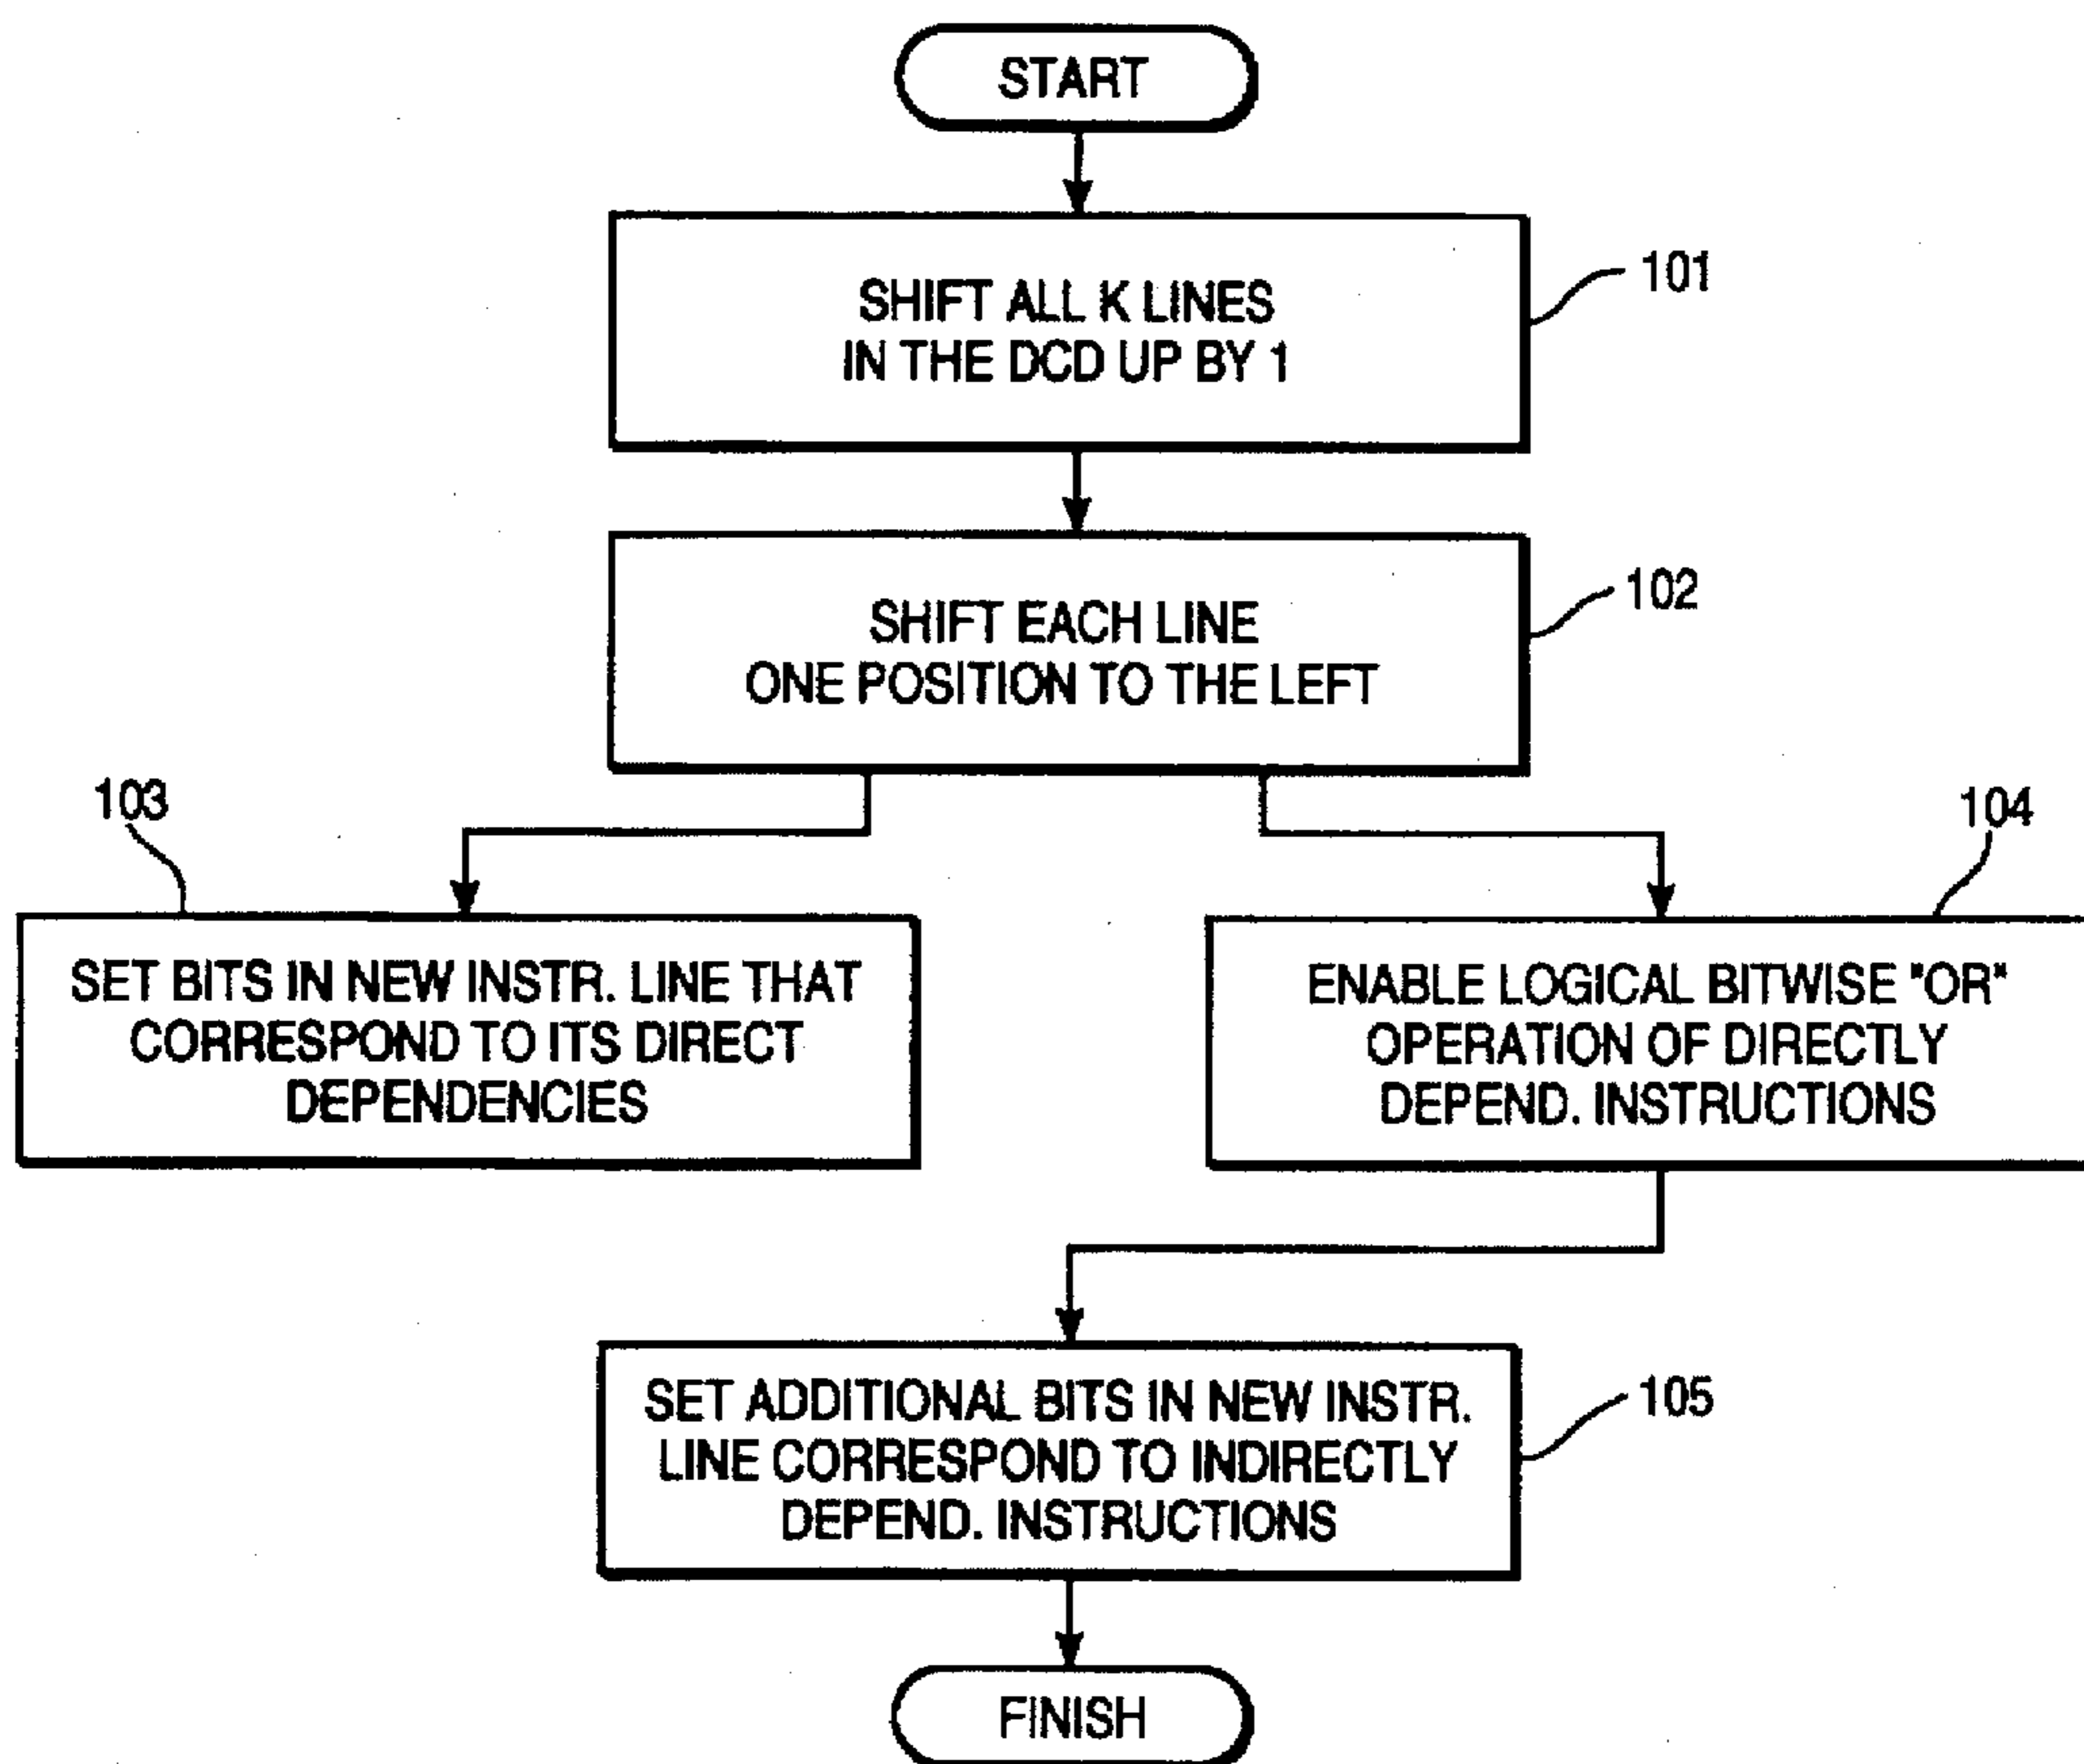 START
SHIFT ALL K LINES
IN THE DCD UP BY 1
101
SHIFT EACH LINE
ONE POSITION TO THE LEFT
102
103
104
SET BITS IN NEW INSTR. LINE THAT
CORRESPOND TO ITS DIRECT
DEPENDENCIES
ENABLE LOGICAL BITWISE "OR"
OPERATION OF DIRECTLY
DEPEND. INSTRUCTIONS
SET ADDITIONAL BITS IN NEW INSTR.
LINE CORRESPOND TO INDIRECTLY
DEPEND. INSTRUCTIONS
105
FINISH